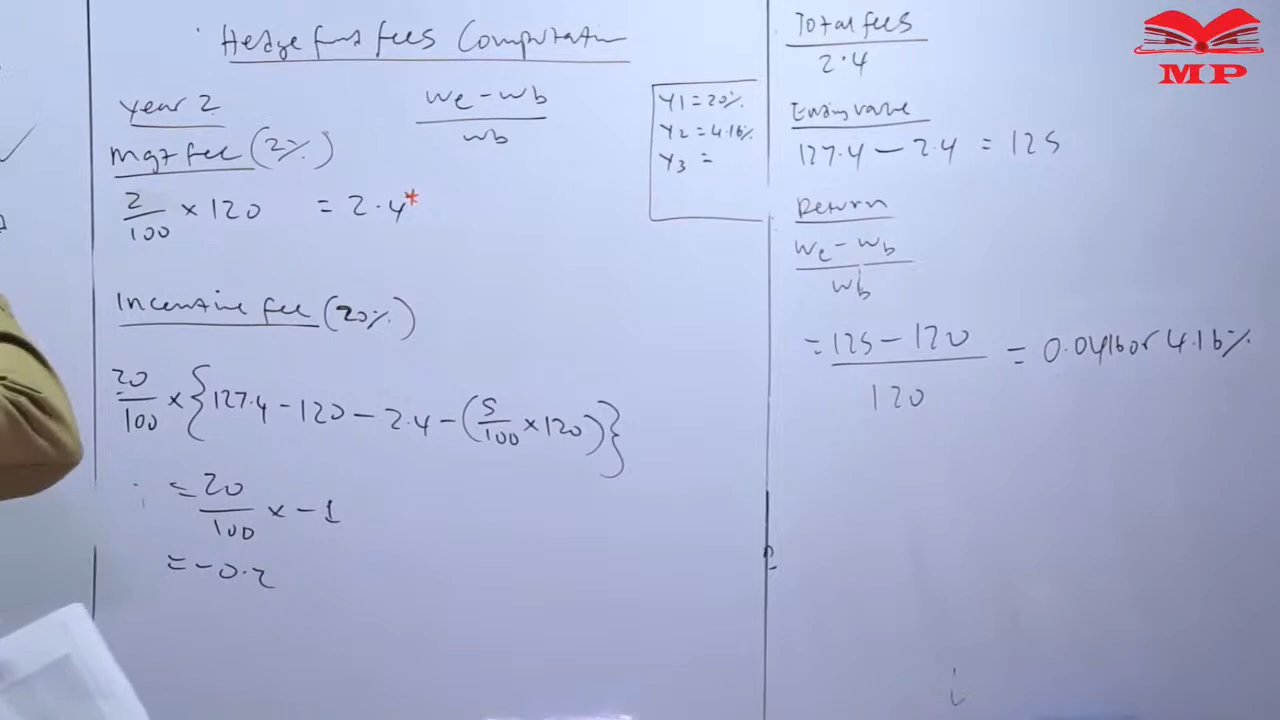 Hedge fund fees Computation
Year 2
We - Wb
Wb
Mgt fee (2%)
2
100
× 120 = 2.4*
Incentive fee (20%)
20
100
× {127.4 - 120 - 2.4 - (5/100 × 120)}
= 20
100
× -1
= -0.2
Y1 = 20%
Y2 = 4.16%
Y3 =
Total fees
2.4
Ending value
127.4 - 2.4 = 125
Return
We - Wb
Wb
= 125 - 120
120
= 0.0416 or 4.16%
MP